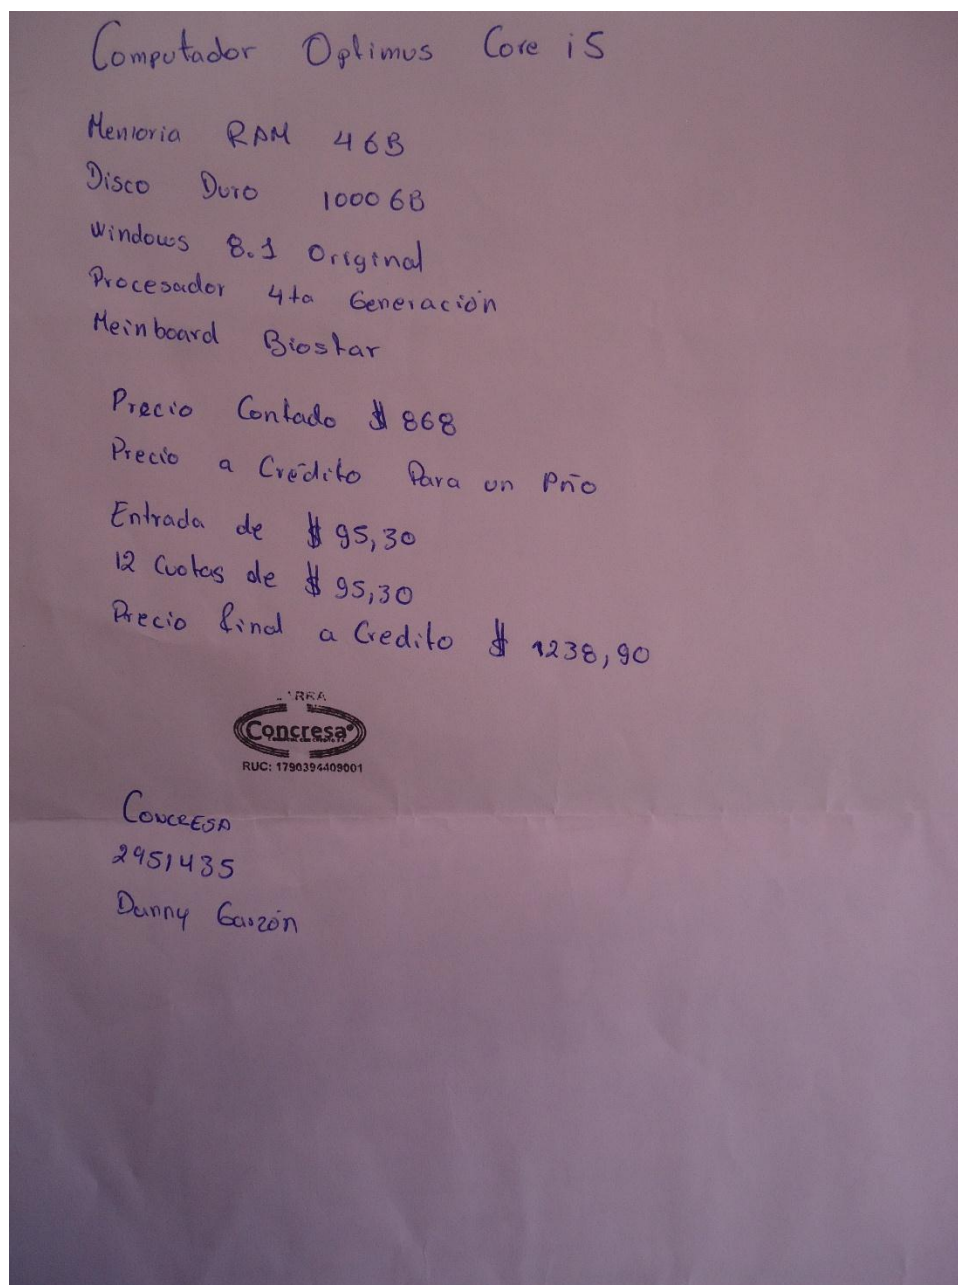 Computador Optimus Core i5
Memoria RAM 4GB
Disco Duro 1000GB
Windows 8.1 Original
Procesador 4ta Generación
Meinboard Biostar
Precio Contado $ 868
Precio a Crédito Para un Año
Entrada de $ 95,30
12 Cuotas de $ 95,30
Precio final a Credito $ 1238,90
Concresa
RUC: 1790394409001
CONCRESA
2951435
Danny Garzón